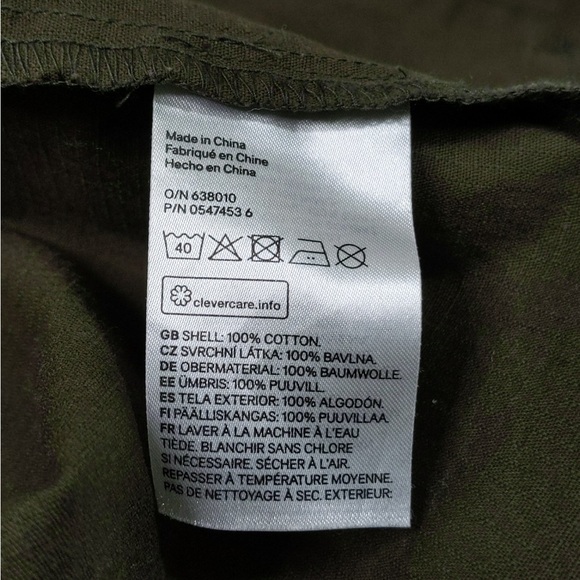 Made in China
Fabriqué en Chine
Hecho en China
O/N 638010
P/N 0547453 6
40
clevercare.info
GB SHELL: 100% COTTON.
CZ SVRCHNÍ LÁTKA: 100% BAVLNA.
DE OBERMATERIAL: 100% BAUMWOLLE.
EE ÜMBRIS: 100% PUUVILL.
ES TELA EXTERIOR: 100% ALGODÓN.
FI PÄÄLLISKANGAS: 100% PUUVILLAA.
FR LAVER À LA MACHINE À L'EAU
TIÈDE. BLANCHIR SANS CHLORE
SI NÉCESSAIRE. SÉCHER À L'AIR.
REPASSER À TEMPÉRATURE MOYENNE.
PAS DE NETTOYAGE À SEC. EXTERIEUR: